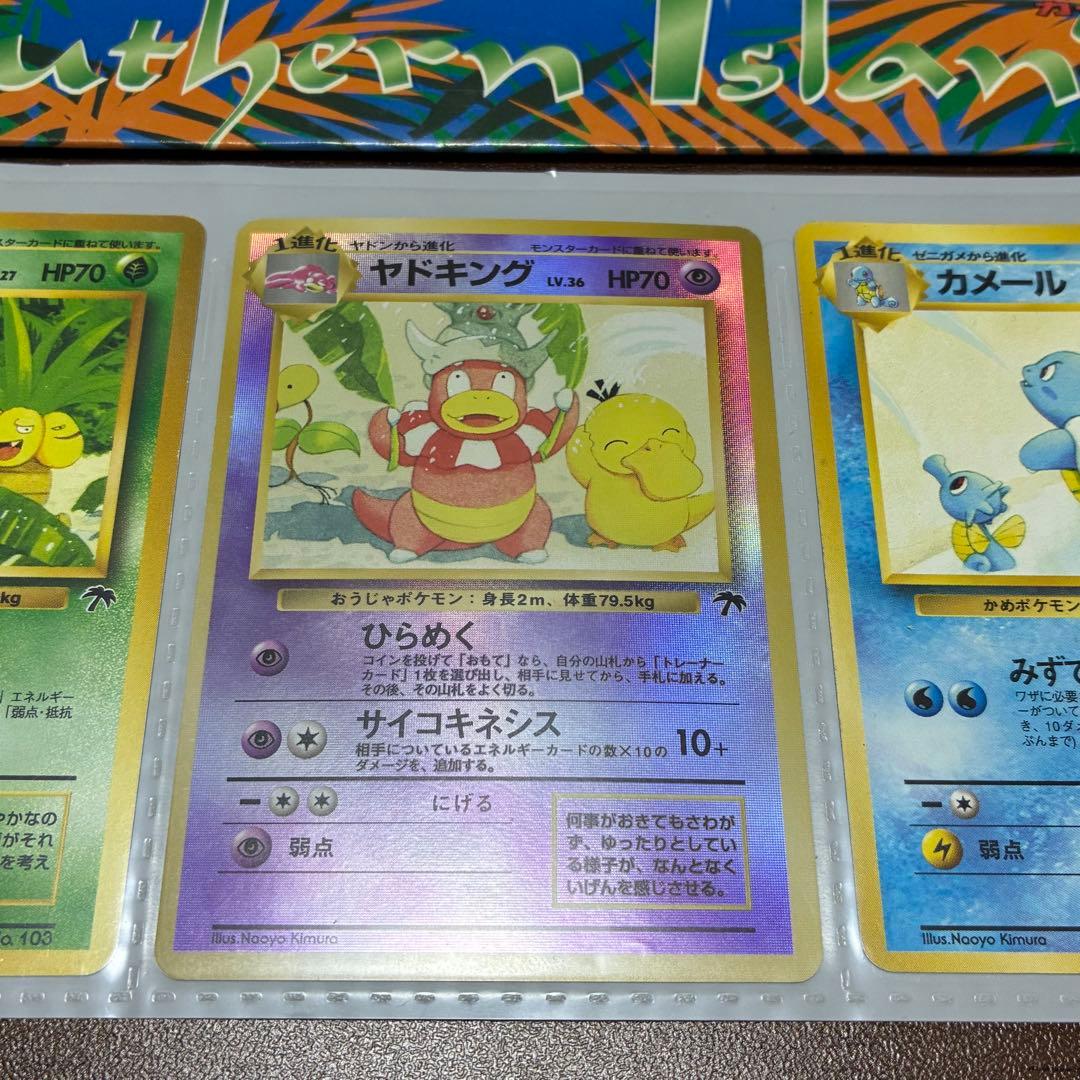 uthern Islan
スターカードに重ねて使います。
27 HP70
kg
エネルギー
「弱点・抵抗
やかなの
がそれ
を考え
No. 103
1進化 ヤドンから進化 モンスターカードに重ねて使います。
ヤドキング LV.36 HP70
おうじゃポケモン：身長2m、体重79.5kg
ひらめく
コインを投げて「おもて」なら、自分の山札から「トレーナー
カード」1枚を選び出し、相手に見せてから、手札に加える。
その後、その山札をよく切る。
サイコキネシス
相手についているエネルギーカードの数×10の
ダメージを、追加する。
10+
にげる
弱点
何事がおきてもさわが
ず、ゆったりとしてい
る様子が、なんとなく
いげんを感じさせる。
Illus.Naoyo Kimura
1進化 ゼニガメから進化
カメール
かめポケモン
みずて
ワザに必要
ーがついて
き、10ダメ
ぶんまで)
弱点
Illus.Naoyo Kimura